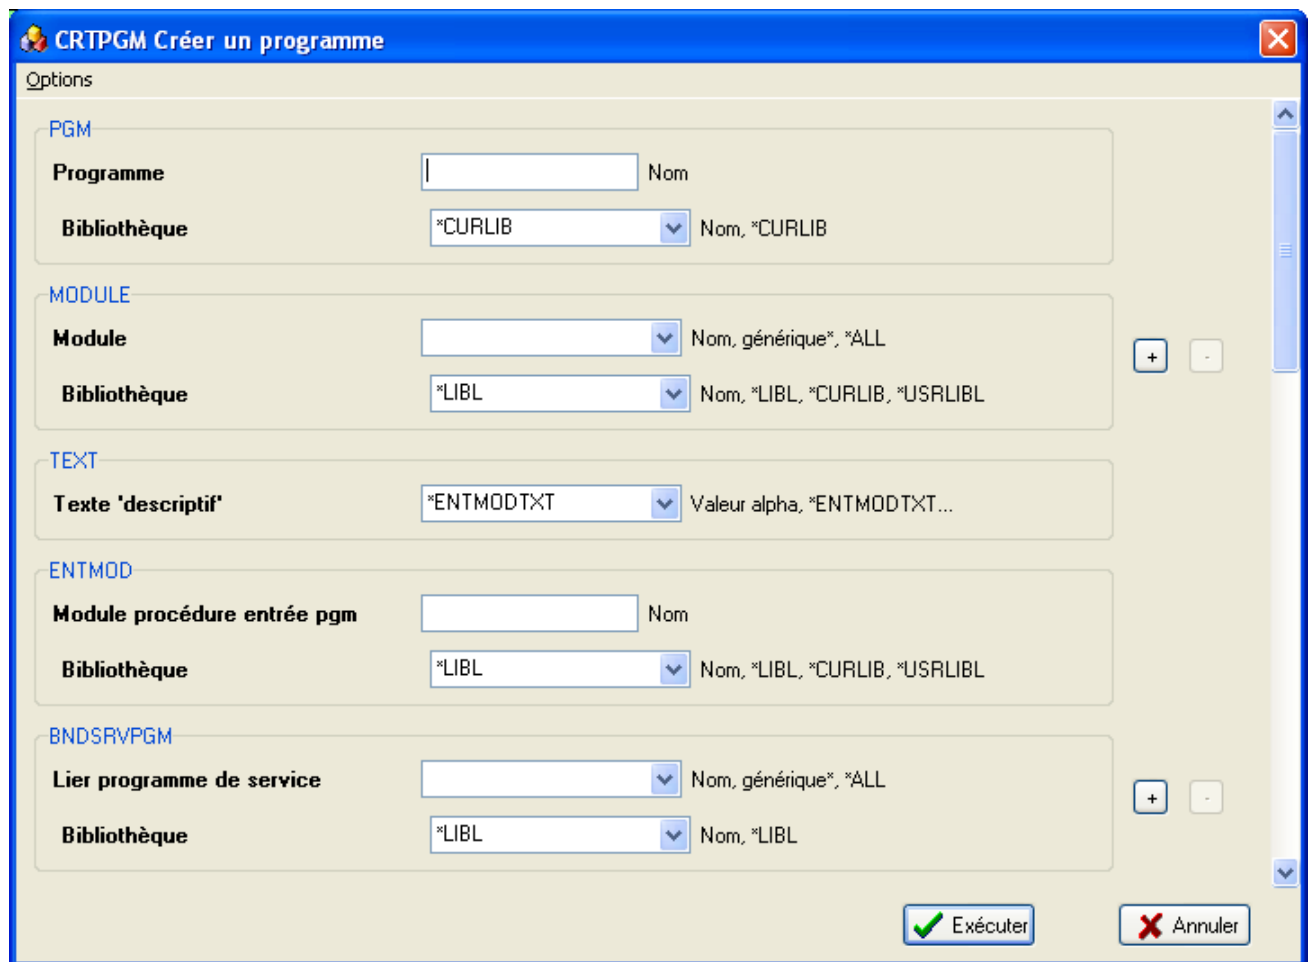 CRTPGM Créer un programme
Options
PGM
Programme Nom
Bibliothèque *CURLIB Nom, *CURLIB
MODULE
Module Nom, générique*, *ALL
+ -
Bibliothèque *LIBL Nom, *LIBL, *CURLIB, *USRLIBL
TEXT
Texte 'descriptif' *ENTMODTXT Valeur alpha, *ENTMODTXT...
ENTMOD
Module procédure entrée pgm Nom
Bibliothèque *LIBL Nom, *LIBL, *CURLIB, *USRLIBL
BNDSRVPGM
Lier programme de service Nom, générique*, *ALL
+ -
Bibliothèque *LIBL Nom, *LIBL
Exécuter Annuler